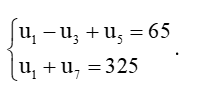 u₁ − u₃ + u₅ = 65
u₁ + u₇ = 325
.